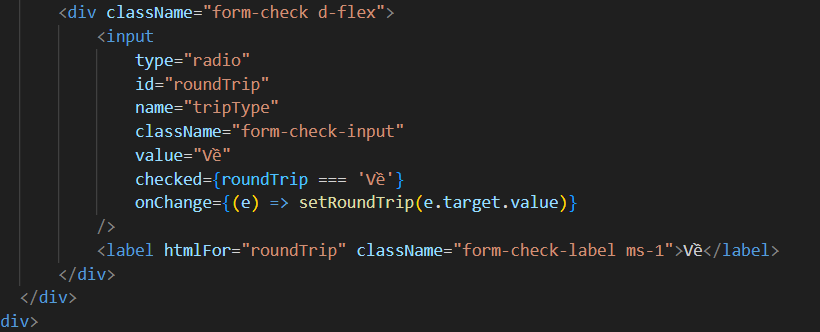 <div className="form-check d-flex">
<input
type="radio"
id="roundTrip"
name="tripType"
className="form-check-input"
value="Về"
checked={roundTrip === 'Về'}
onChange={(e) => setRoundTrip(e.target.value)}
/>
<label htmlFor="roundTrip" className="form-check-label ms-1">Về</label>
</div>
</div>
div>